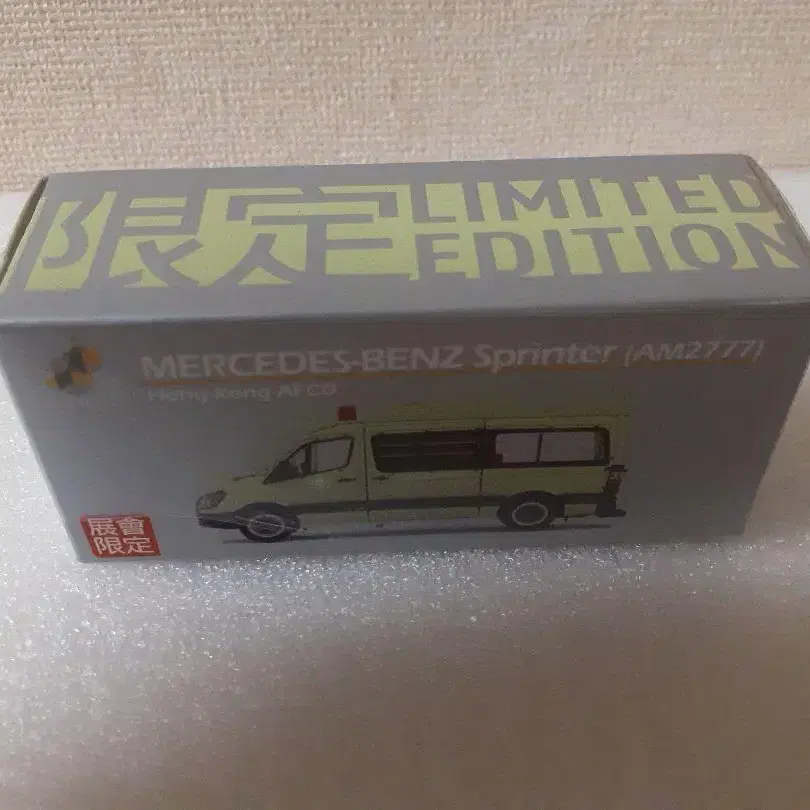 限定 LIMITED
EDITION
MERCEDES-BENZ Sprinter (AM2777)
Hong Kong AFCD
展會
限定